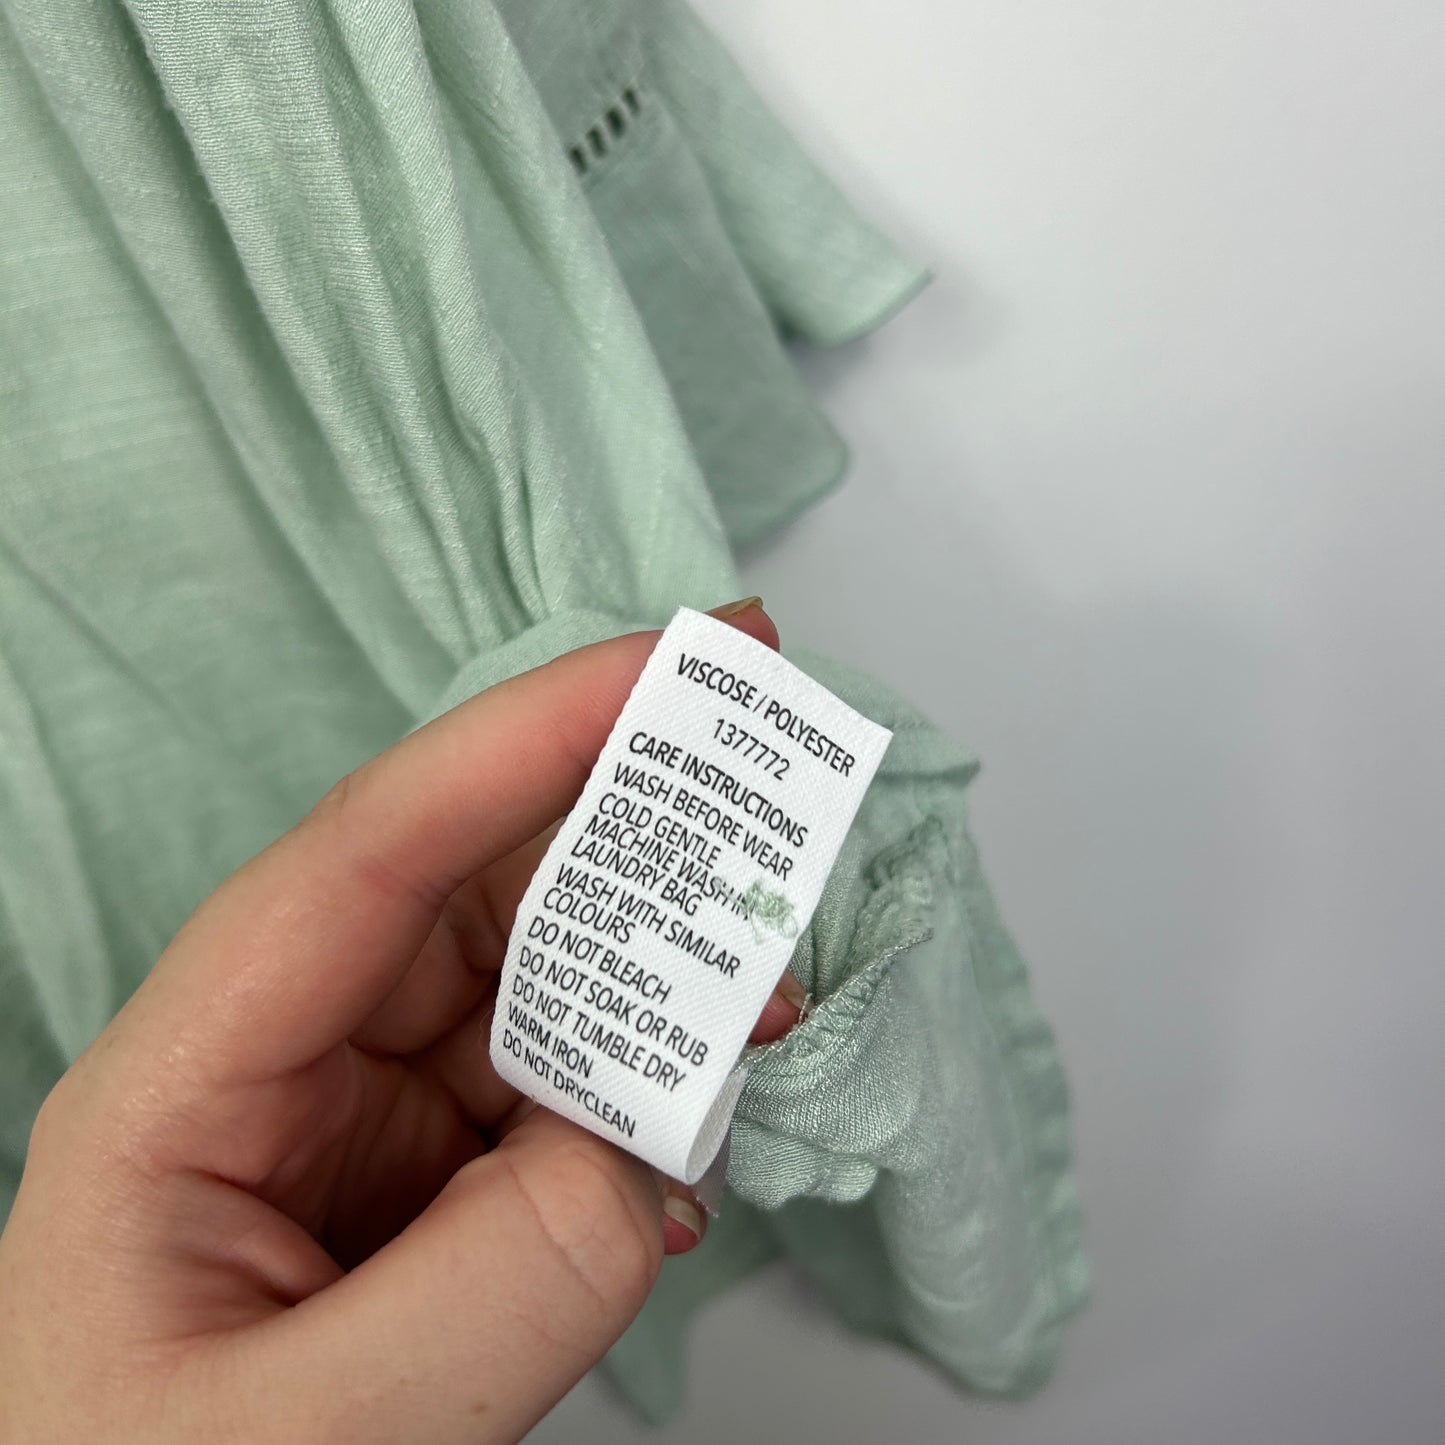 VISCOSE / POLYESTER
1377772
CARE INSTRUCTIONS
WASH BEFORE WEAR
COLD GENTLE
MACHINE WASH IN
LAUNDRY BAG
WASH WITH SIMILAR
COLOURS
DO NOT BLEACH
DO NOT SOAK OR RUB
DO NOT TUMBLE DRY
WARM IRON
DO NOT DRYCLEAN